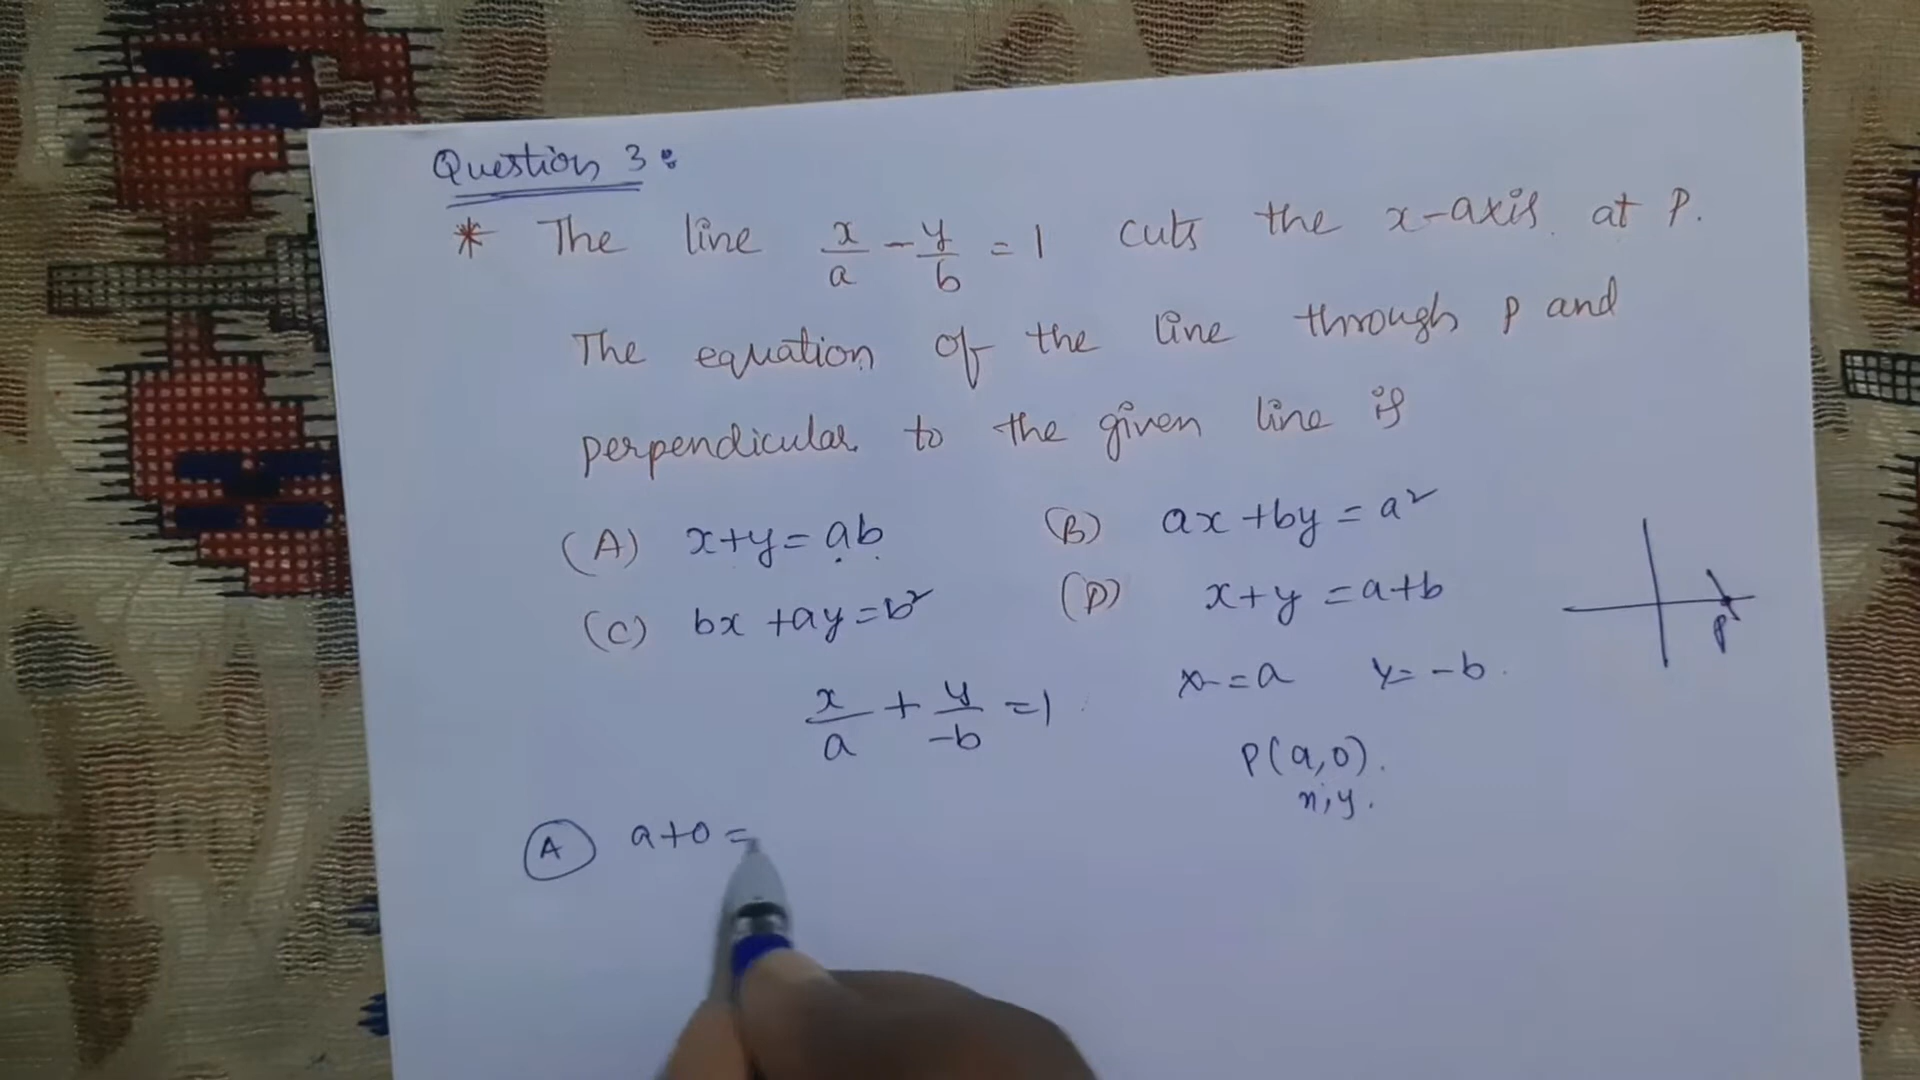 Question 3:
* The line x/a - y/b = 1 cuts the x-axis at P.
The equation of the line through P and
perpendicular to the given line is
(A) x+y=ab (B) ax+by=a²
(C) bx+ay=b² (D) x+y=a+b
P
x/a + y/-b =1 x=a y=-b.
P(a,0).
x,y.
(A) a+0=